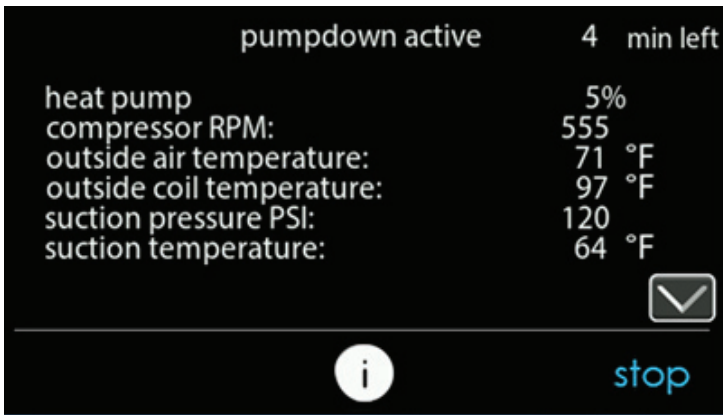 pumpdown active 4 min left
heat pump 5%
compressor RPM: 555
outside air temperature: 71 °F
outside coil temperature: 97 °F
suction pressure PSI: 120
suction temperature: 64 °F
i
stop